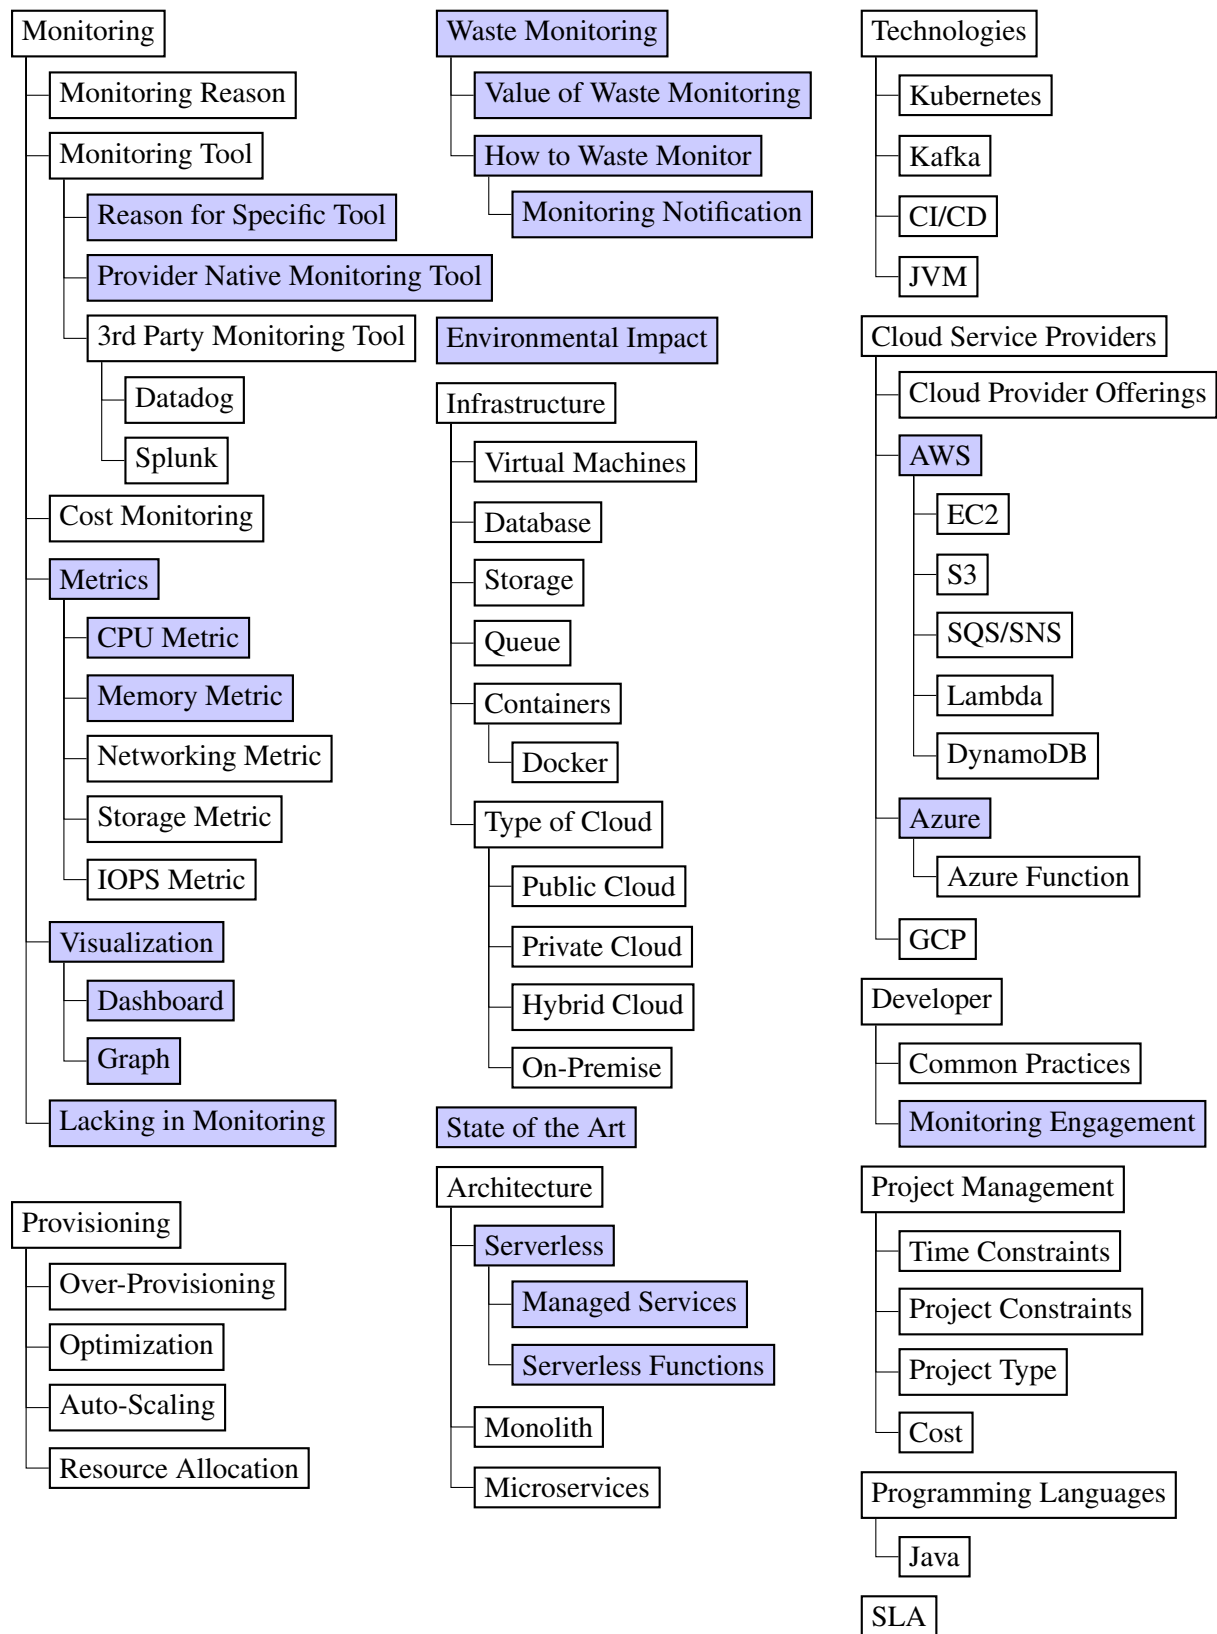 Monitoring
Monitoring Reason
Monitoring Tool
Reason for Specific Tool
Provider Native Monitoring Tool
3rd Party Monitoring Tool
Datadog
Splunk
Cost Monitoring
Metrics
CPU Metric
Memory Metric
Networking Metric
Storage Metric
IOPS Metric
Visualization
Dashboard
Graph
Lacking in Monitoring
Provisioning
Over-Provisioning
Optimization
Auto-Scaling
Resource Allocation
Waste Monitoring
Value of Waste Monitoring
How to Waste Monitor
Monitoring Notification
Environmental Impact
Infrastructure
Virtual Machines
Database
Storage
Queue
Containers
Docker
Type of Cloud
Public Cloud
Private Cloud
Hybrid Cloud
On-Premise
State of the Art
Architecture
Serverless
Managed Services
Serverless Functions
Monolith
Microservices
Technologies
Kubernetes
Kafka
CI/CD
JVM
Cloud Service Providers
Cloud Provider Offerings
AWS
EC2
S3
SQS/SNS
Lambda
DynamoDB
Azure
Azure Function
GCP
Developer
Common Practices
Monitoring Engagement
Project Management
Time Constraints
Project Constraints
Project Type
Cost
Programming Languages
Java
SLA